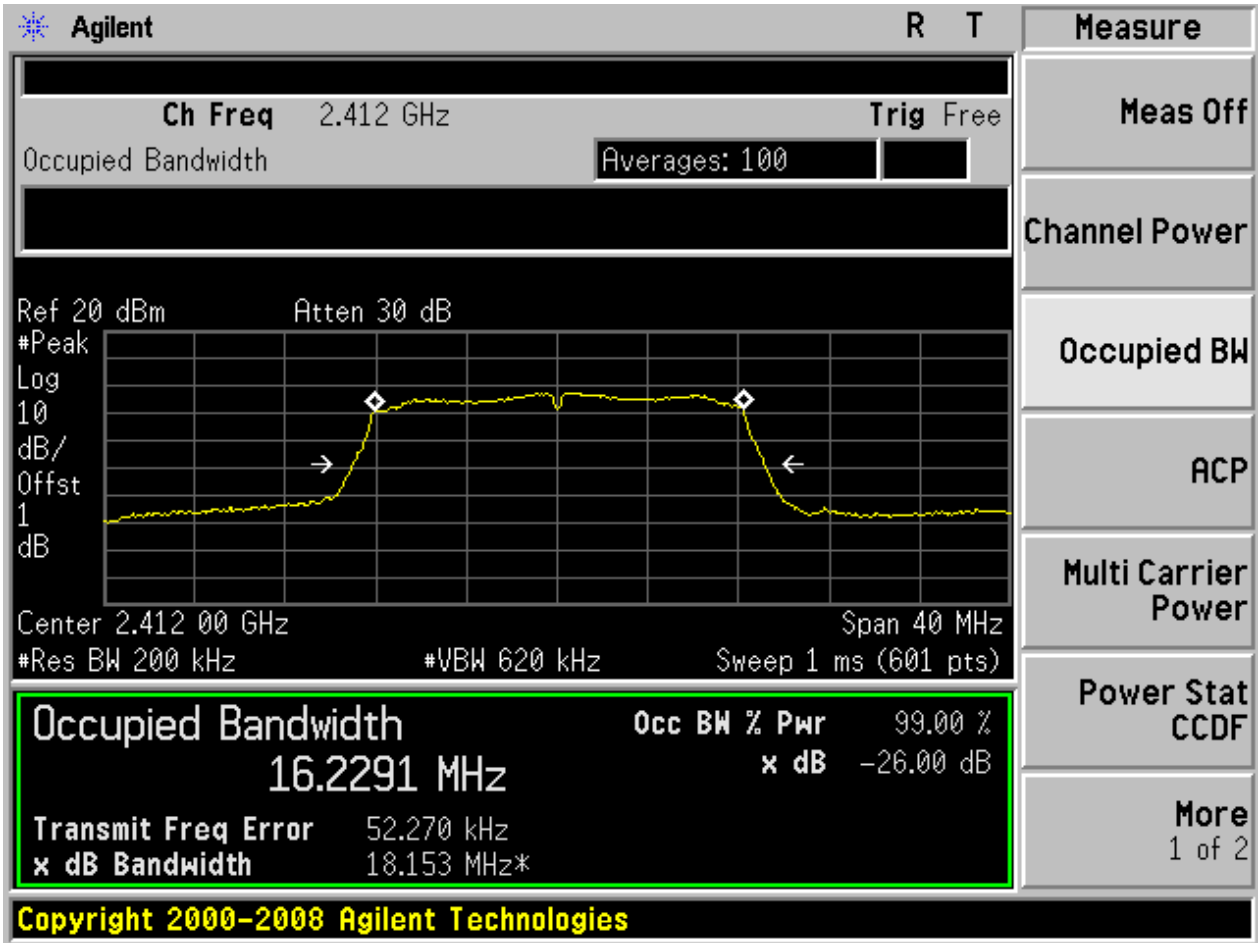 Agilent R T
Measure
Ch Freq 2.412 GHz Trig Free
Occupied Bandwidth Averages: 100
Ref 20 dBm Atten 30 dB
#Peak
Log
10
dB/
Offst
1
dB
Center 2.412 00 GHz Span 40 MHz
#Res BW 200 kHz #VBW 620 kHz Sweep 1 ms (601 pts)
Occupied Bandwidth
16.2291 MHz
Occ BW % Pwr 99.00 %
x dB -26.00 dB
Transmit Freq Error 52.270 kHz
x dB Bandwidth 18.153 MHz*
Copyright 2000-2008 Agilent Technologies
Meas Off
Channel Power
Occupied BW
ACP
Multi Carrier
Power
Power Stat
CCDF
More
1 of 2